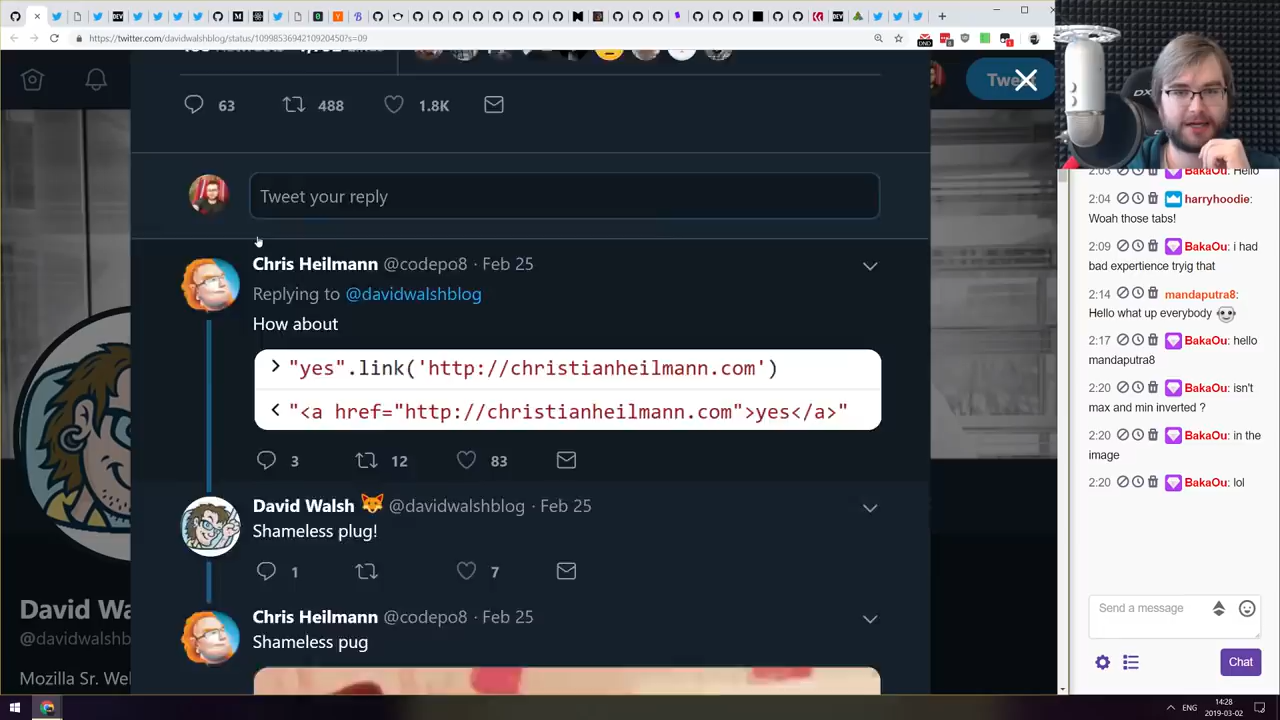 https://twitter.com/davidwalshblog/status/1099853694210920450?s=09
63
488
1.8K
Tweet your reply
Chris Heilmann @codepo8 · Feb 25
Replying to @davidwalshblog
How about
> "yes".link('http://christianheilmann.com')
< "<a href="http://christianheilmann.com">yes</a>"
3
12
83
David Walsh 🦊 @davidwalshblog · Feb 25
Shameless plug!
1
7
Chris Heilmann @codepo8 · Feb 25
Shameless pug
David Wa
@davidwalshb
Mozilla Sr. Wel
2:03 BakaOu: Hello
2:04 harryhoodie:
Woah those tabs!
2:09 BakaOu: i had
bad expertience tryig that
2:14 mandaputra8:
Hello what up everybody
2:17 BakaOu: hello
mandaputra8
2:20 BakaOu: isn't
max and min inverted ?
2:20 BakaOu: in the
image
2:20 BakaOu: lol
Send a message
Chat
ENG
14:28
2019-03-02